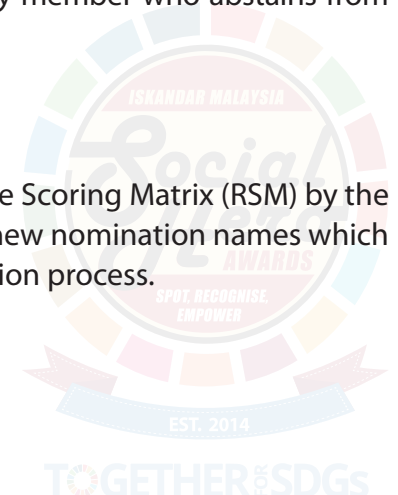 y member who abstains from
ISKANDAR MALAYSIA
Social
Hero
e Scoring Matrix (RSM) by the
new nomination names which
AWARDS
ion process.
SPOT, RECOGNISE,
EMPOWER
EST. 2014
TOGETHER FOR SDGs